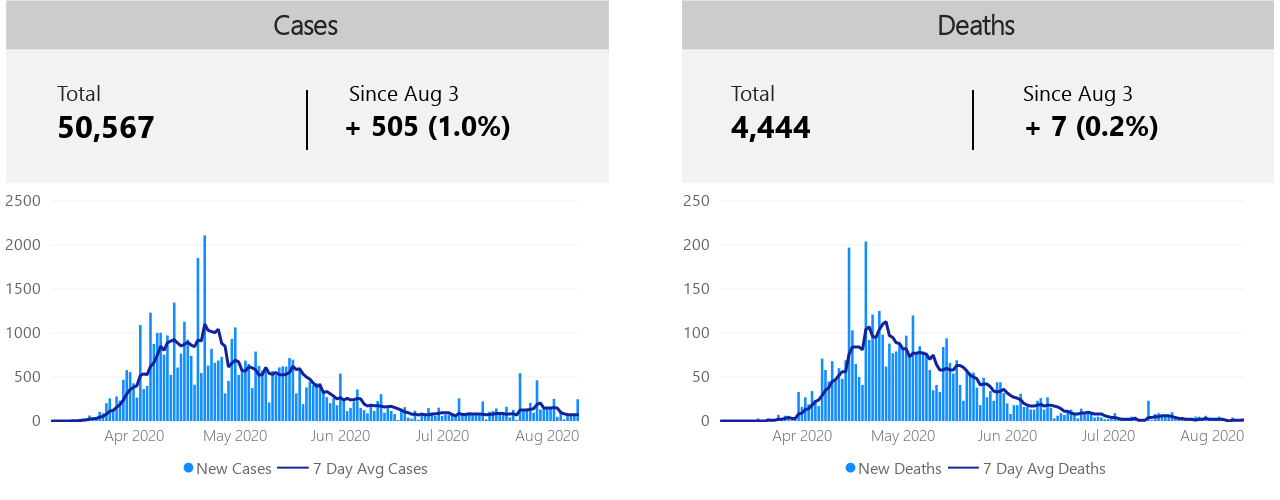 Cases
Total
Since Aug 3
50,567
+ 505 (1.0%)
2500
2000
1500
1000
500
0
Apr 2020
May 2020
Jun 2020
Jul 2020
Aug 2020
New Cases
7 Day Avg Cases
Deaths
Total
Since Aug 3
4,444
+ 7 (0.2%)
250
200
150
100
50
0
Apr 2020
May 2020
Jun 2020
Jul 2020
Aug 2020
New Deaths
7 Day Avg Deaths